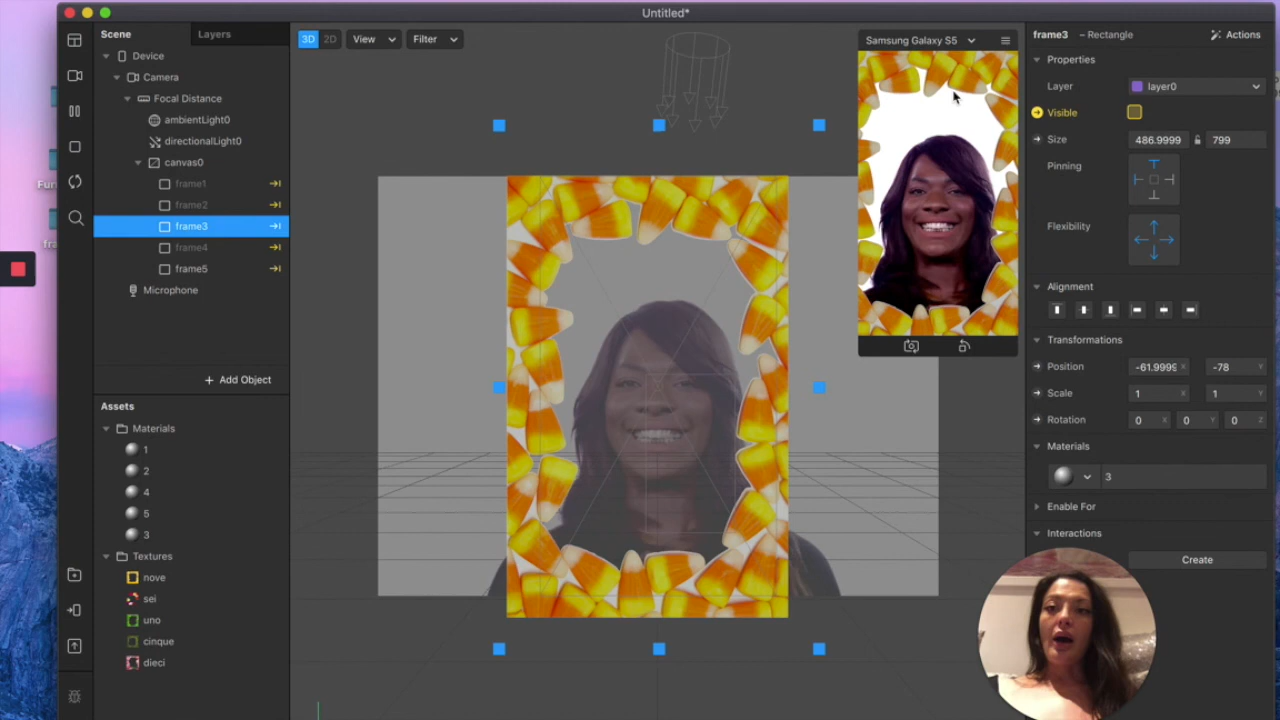 Untitled*
Scene
Layers
Device
Camera
Focal Distance
ambientLight0
directionalLight0
canvas0
frame1
frame2
frame3
frame4
frame5
Microphone
+ Add Object
Assets
Materials
1
2
4
5
3
Textures
nove
sei
uno
cinque
dieci
3D 2D View Filter
Samsung Galaxy S5
frame3 – Rectangle Actions
Properties
Layer layer0
Visible
Size 486.9999 799
Pinning
Flexibility
Alignment
Transformations
Position -61.9999 X -78 Y
Scale 1 X 1 Y
Rotation 0 X 0 Y 0 Z
Materials
3
Enable For
Interactions
Create